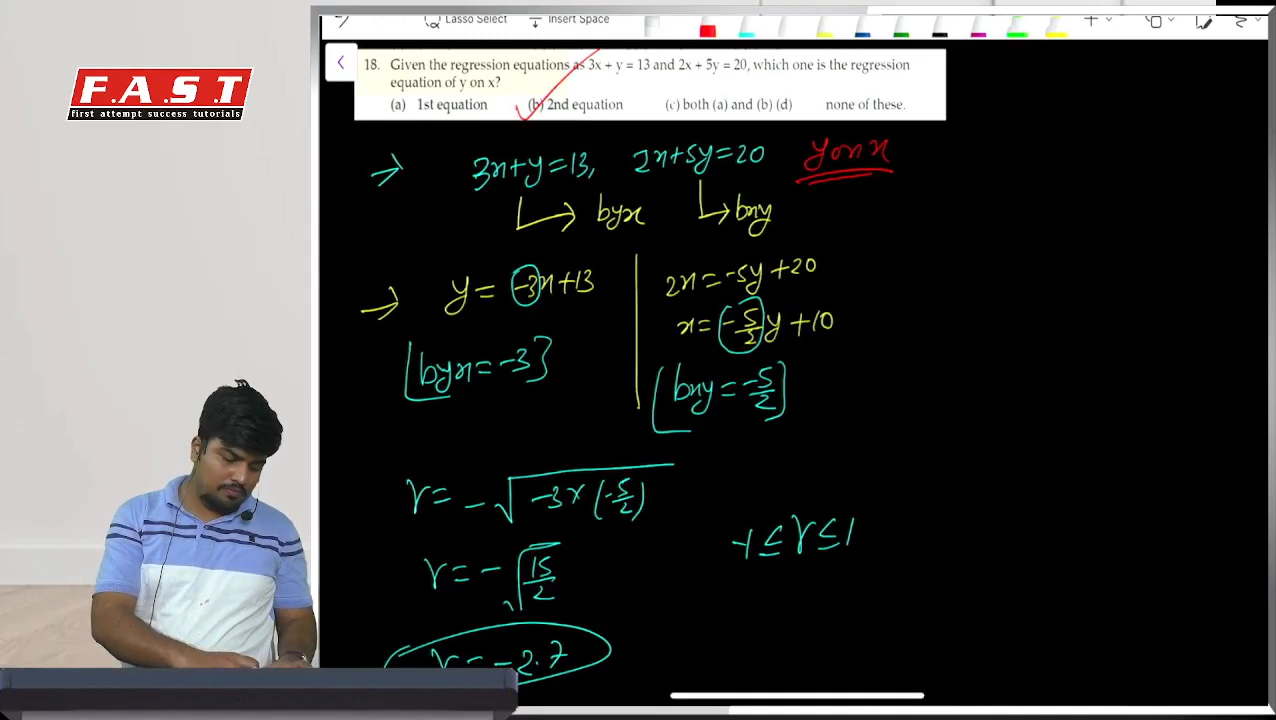 Lasso Select Insert Space
F.A.S.T
first attempt success tutorials
18. Given the regression equations as 3x + y = 13 and 2x + 5y = 20, which one is the regression
equation of y on x?
(a) 1st equation (b) 2nd equation (c) both (a) and (b) (d) none of these.
→ 3x+y=13, 2x+5y=20 y on x
byx bxy
→ y = -3x+13
2x = -5y+20
x = -5/2 y + 10
[byx = -3]
[bxy = -5/2]
r = -√-3×(-5/2)
-1 ≤ r ≤ 1
r = -√15/2
r = -2.7